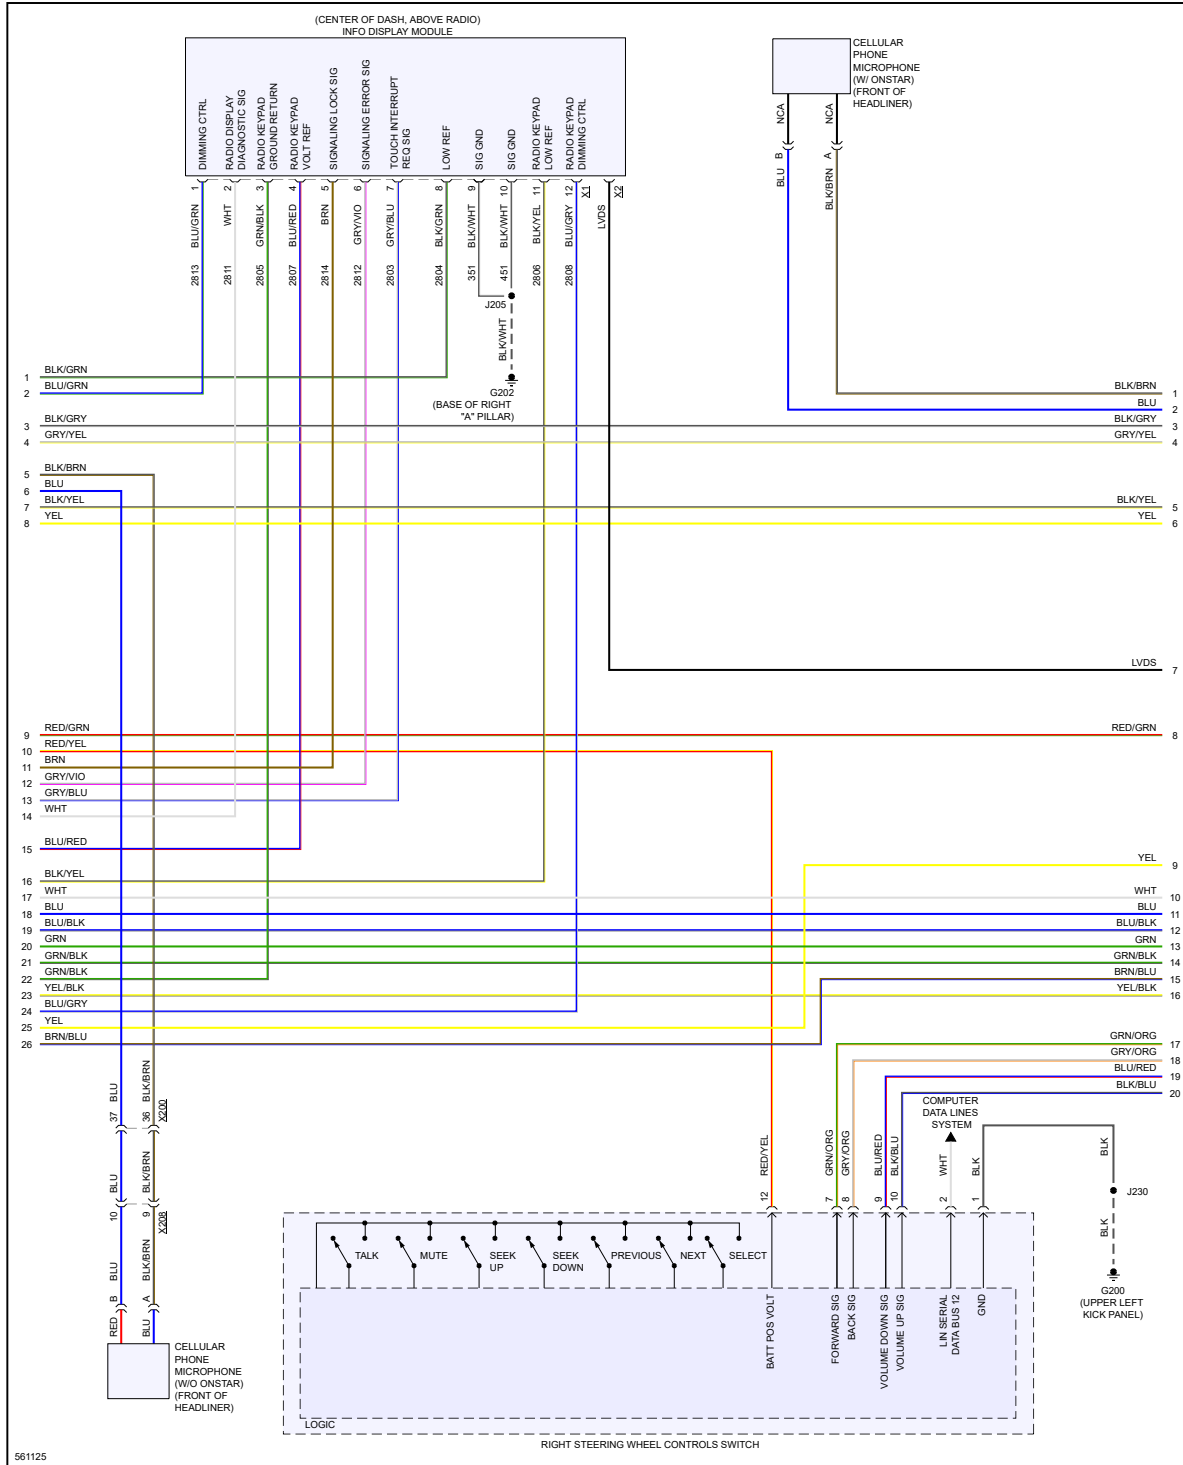 (CENTER OF DASH, ABOVE RADIO)
INFO DISPLAY MODULE
DIMMING CTRL
RADIO DISPLAY
DIAGNOSTIC SIG
RADIO KEYPAD
GROUND RETURN
RADIO KEYPAD
VOLT REF
SIGNALING LOCK SIG
SIGNALING ERROR SIG
TOUCH INTERRUPT
REQ SIG
LOW REF
SIG GND
SIG GND
RADIO KEYPAD
LOW REF
RADIO KEYPAD
DIMMING CTRL
1
2
3
4
5
6
7
8
9
10
11
12
X1
X2
BLU/GRN
WHT
GRN/BLK
BLU/RED
BRN
GRY/VIO
GRY/BLU
BLK/GRN
BLK/WHT
BLK/WHT
BLK/YEL
BLU/GRY
LVDS
2813
2811
2805
2807
2814
2812
2803
2804
351
451
2806
2808
J205
BLK/WHT
G202
(BASE OF RIGHT
"A" PILLAR)
CELLULAR
PHONE
MICROPHONE
(W/ ONSTAR)
(FRONT OF
HEADLINER)
NCA
NCA
B
A
BLU
BLK/BRN
1 BLK/GRN
2 BLU/GRN
3 BLK/GRY
4 GRY/YEL
5 BLK/BRN
6 BLU
7 BLK/YEL
8 YEL
9 RED/GRN
10 RED/YEL
11 BRN
12 GRY/VIO
13 GRY/BLU
14 WHT
15 BLU/RED
16 BLK/YEL
17 WHT
18 BLU
19 BLU/BLK
20 GRN
21 GRN/BLK
22 GRN/BLK
23 YEL/BLK
24 BLU/GRY
25 YEL
26 BRN/BLU
BLK/BRN 1
BLU 2
BLK/GRY 3
GRY/YEL 4
BLK/YEL 5
YEL 6
LVDS 7
RED/GRN 8
YEL 9
WHT 10
BLU 11
BLU/BLK 12
GRN 13
GRN/BLK 14
BRN/BLU 15
YEL/BLK 16
GRN/ORG 17
GRY/ORG 18
BLU/RED 19
BLK/BLU 20
BLU
BLK/BRN
37
36
X200
BLU
BLK/BRN
10
9
X208
BLU
BLK/BRN
B
A
RED
BLU
CELLULAR
PHONE
MICROPHONE
(W/O ONSTAR)
(FRONT OF
HEADLINER)
COMPUTER
DATA LINES
SYSTEM
RED/YEL
GRN/ORG
GRY/ORG
BLU/RED
BLK/BLU
WHT
BLK
12
7
8
9
10
2
1
BLK
J230
BLK
G200
(UPPER LEFT
KICK PANEL)
TALK
MUTE
SEEK
UP
SEEK
DOWN
PREVIOUS
NEXT
SELECT
BATT POS VOLT
FORWARD SIG
BACK SIG
VOLUME DOWN SIG
VOLUME UP SIG
LIN SERIAL
DATA BUS 12
GND
LOGIC
RIGHT STEERING WHEEL CONTROLS SWITCH
561125